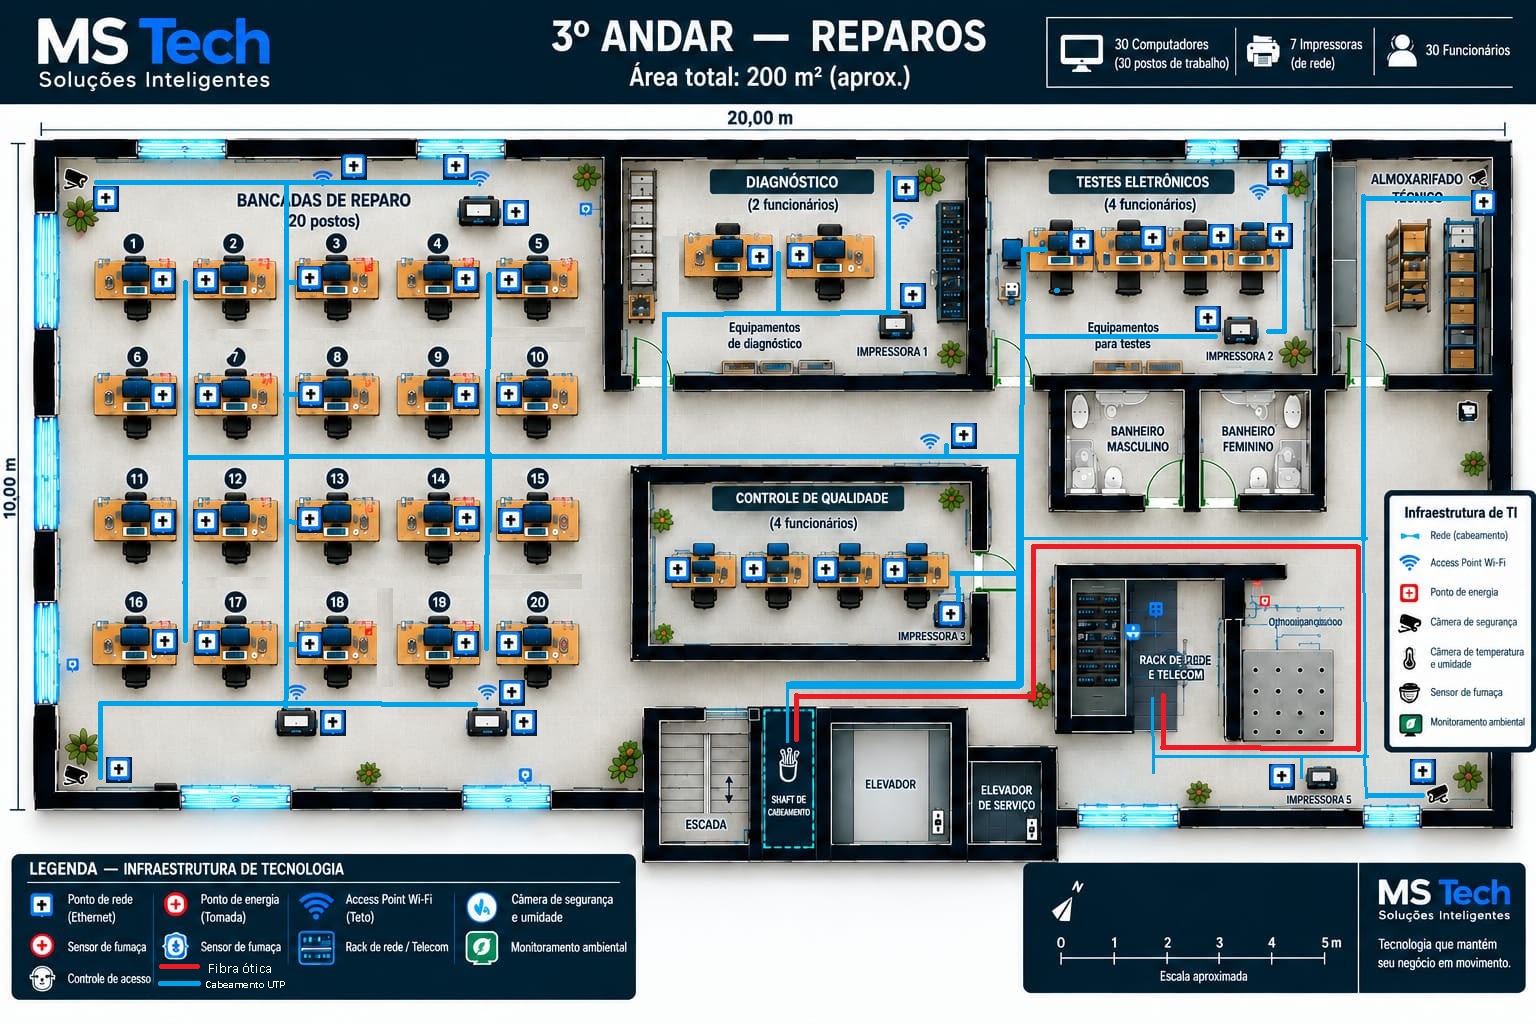 MS Tech
Soluções Inteligentes
3º ANDAR — REPAROS
Área total: 200 m² (aprox.)
30 Computadores
(30 postos de trabalho)
7 Impressoras
(de rede)
30 Funcionários
20,00 m
10,00 m
BANCADAS DE REPARO
(20 postos)
1
2
3
4
5
6
7
8
9
10
11
12
13
14
15
16
17
18
19
20
DIAGNÓSTICO
(2 funcionários)
Equipamentos
de diagnóstico
IMPRESSORA 1
TESTES ELETRÔNICOS
(4 funcionários)
Equipamentos
para testes
IMPRESSORA 2
ALMOXARIFADO
TÉCNICO
BANHEIRO
MASCULINO
BANHEIRO
FEMININO
CONTROLE DE QUALIDADE
(4 funcionários)
IMPRESSORA 3
RACK DE REDE
E TELECOM
IMPRESSORA 5
ESCADA
SHAFT DE
CABEAMENTO
ELEVADOR
ELEVADOR
DE SERVIÇO
Infraestrutura de TI
Rede (cabeamento)
Access Point Wi-Fi
Ponto de energia
Câmera de segurança
Câmera de temperatura
e umidade
Sensor de fumaça
Monitoramento ambiental
LEGENDA — INFRAESTRUTURA DE TECNOLOGIA
Ponto de rede
(Ethernet)
Ponto de energia
(Tomada)
Access Point Wi-Fi
(Teto)
Câmera de segurança
e umidade
Sensor de fumaça
Sensor de fumaça
Rack de rede / Telecom
Monitoramento ambiental
Controle de acesso
Fibra ótica
Cabeamento UTP
N
0 1 2 3 4 5 m
Escala aproximada
MS Tech
Soluções Inteligentes
Tecnologia que mantém
seu negócio em movimento.